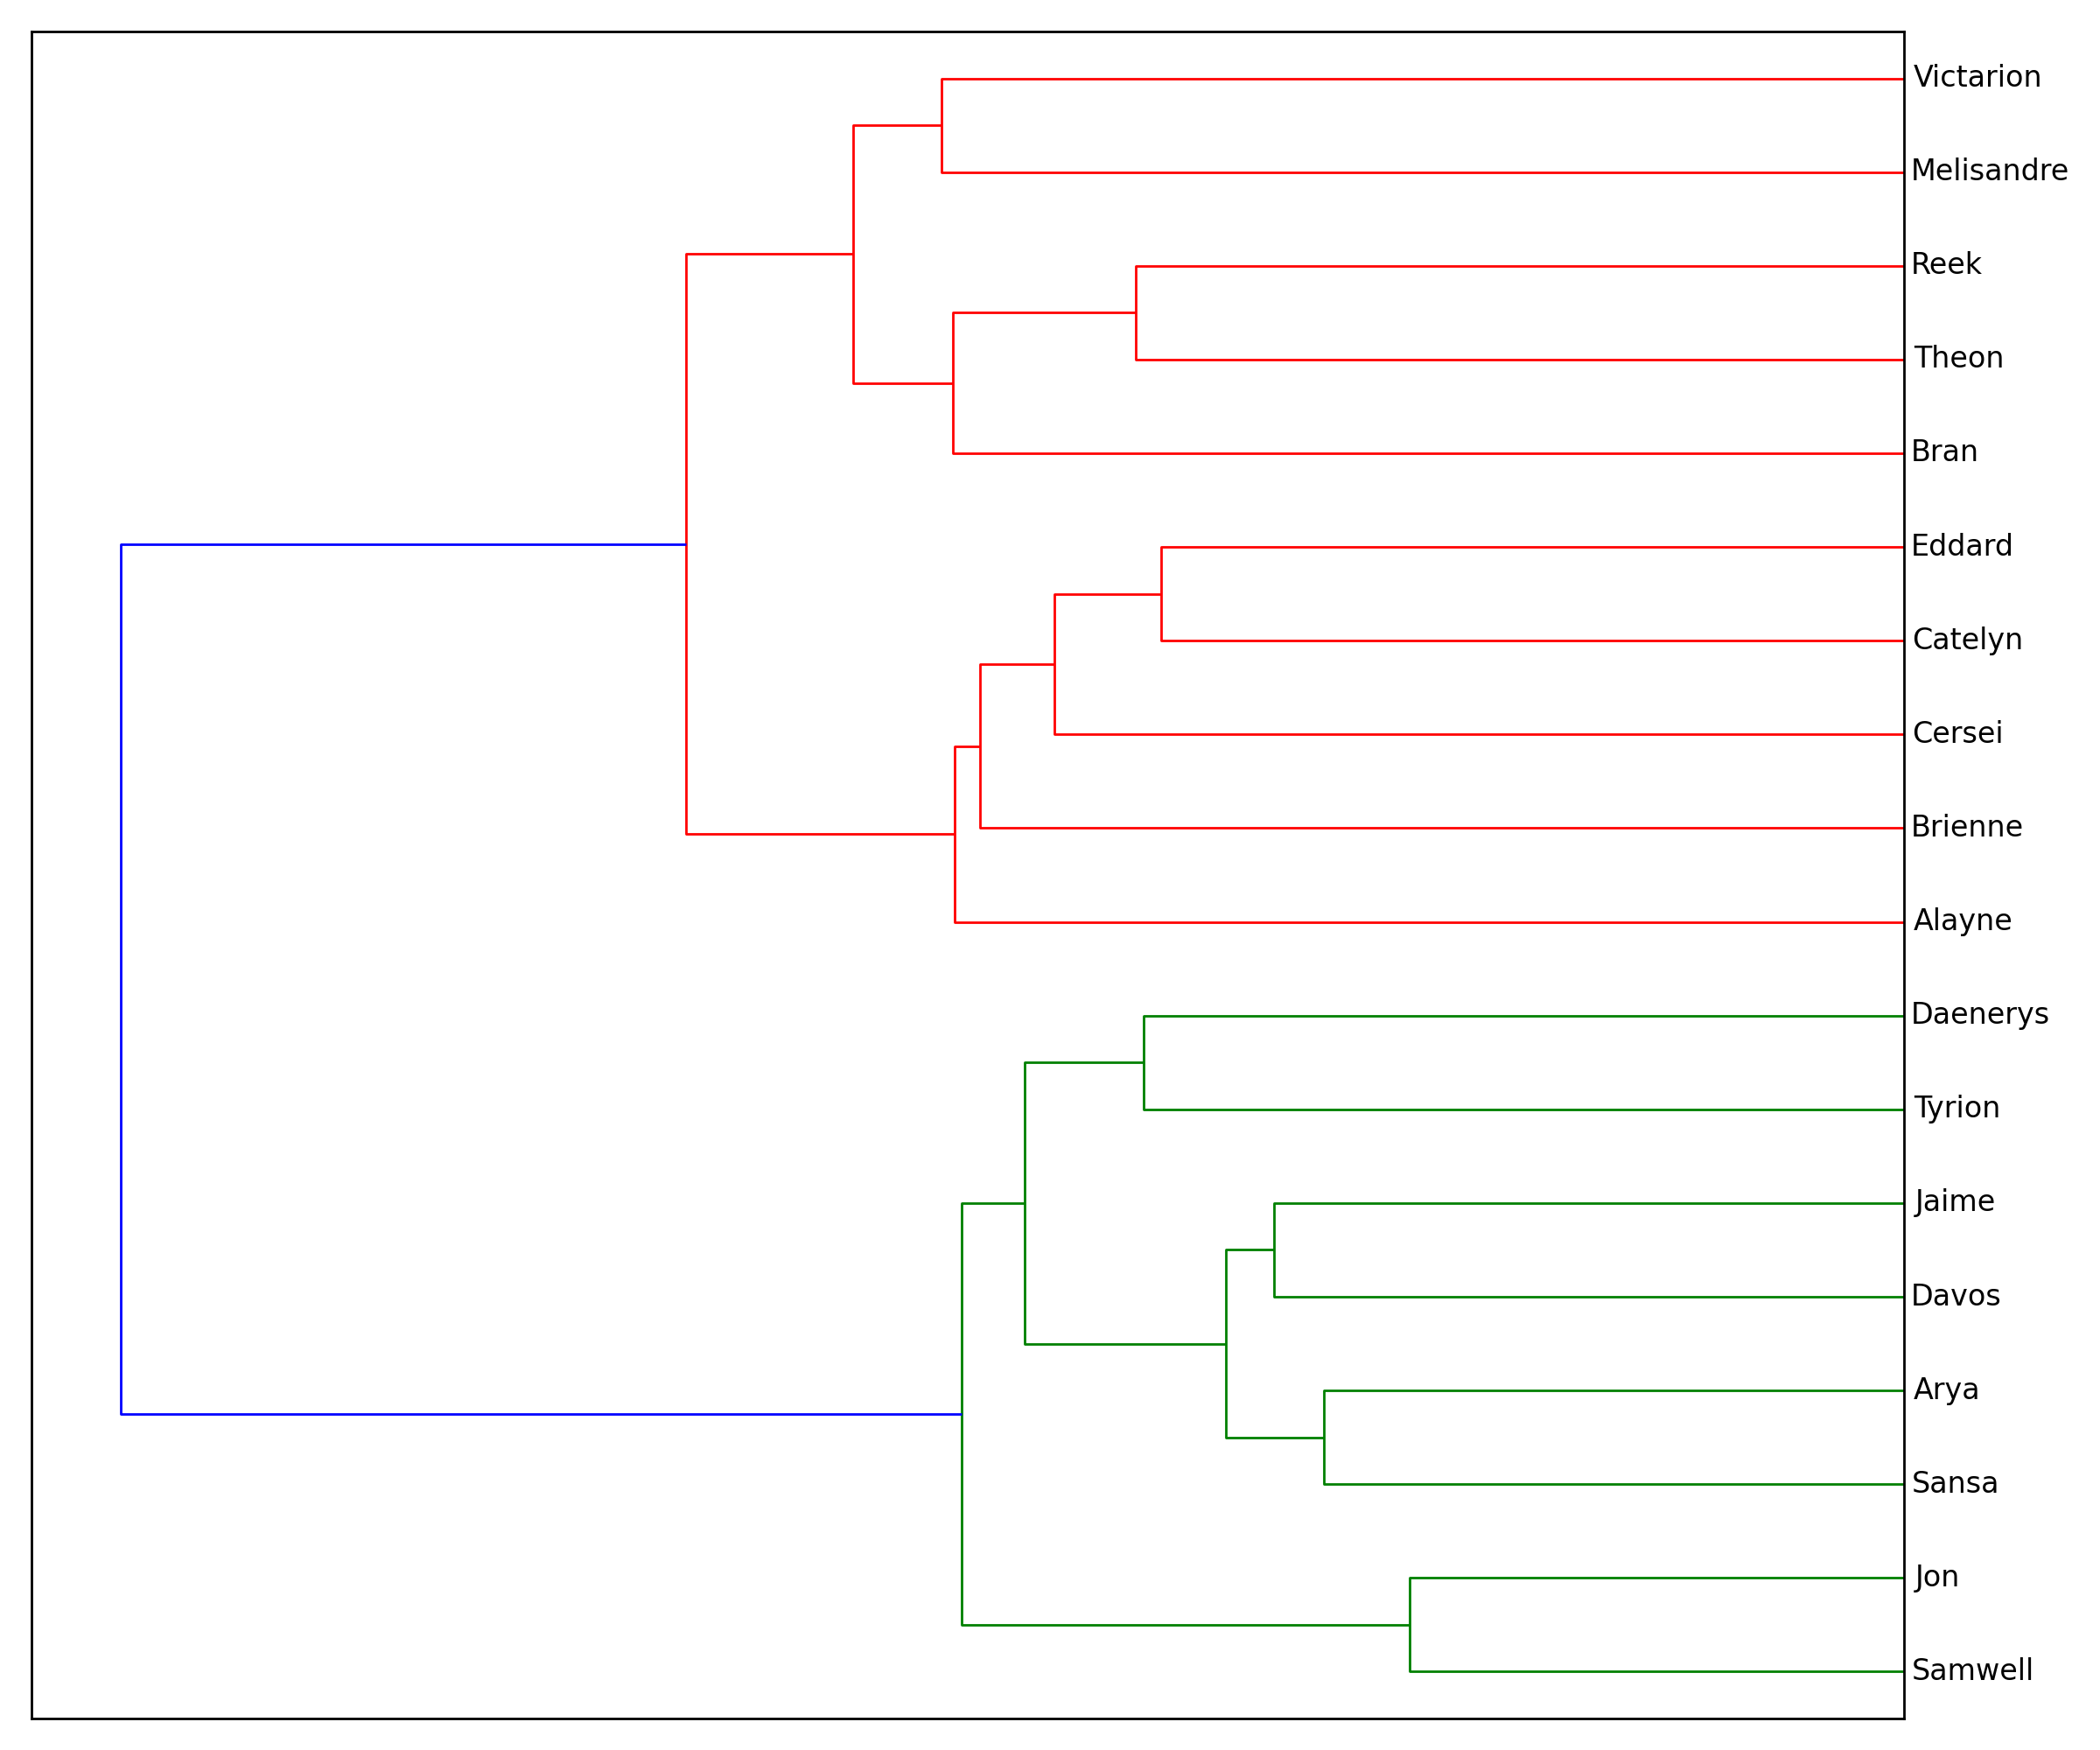 Victarion
Melisandre
Reek
Theon
Bran
Eddard
Catelyn
Cersei
Brienne
Alayne
Daenerys
Tyrion
Jaime
Davos
Arya
Sansa
Jon
Samwell